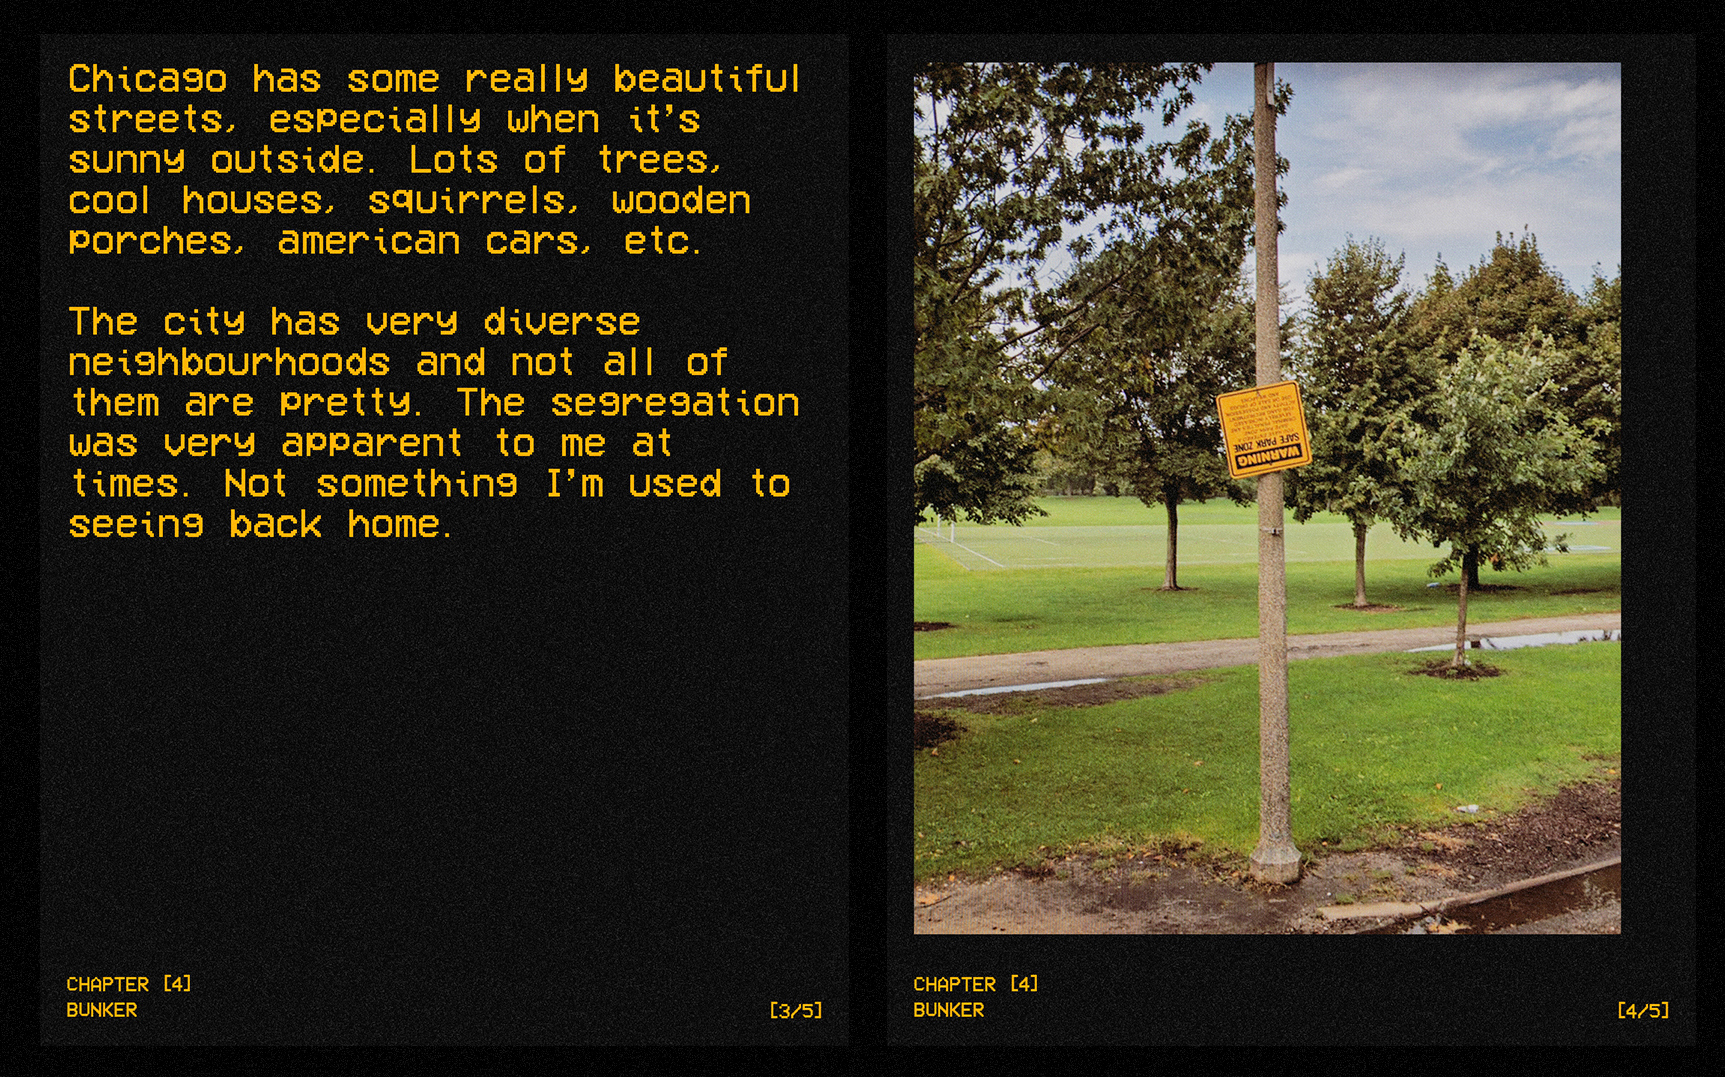 Chicago has some really beautiful
streets, especially when it's
sunny outside. Lots of trees,
cool houses, squirrels, wooden
porches, american cars, etc.
The city has very diverse
neighbourhoods and not all of
them are pretty. The segregation
was very apparent to me at
times. Not something I'm used to
seeing back home.
CHAPTER [4]
BUNKER
[3/5]
WARNING
SAFE PARK ZONE
CHAPTER [4]
BUNKER
[4/5]